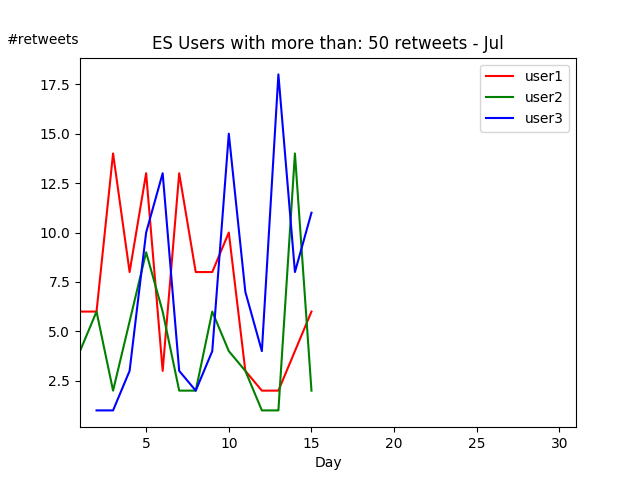 #retweets
ES Users with more than: 50 retweets - Jul
user1
user2
user3
17.5
15.0
12.5
10.0
7.5
5.0
2.5
5 10 15 20 25 30
Day